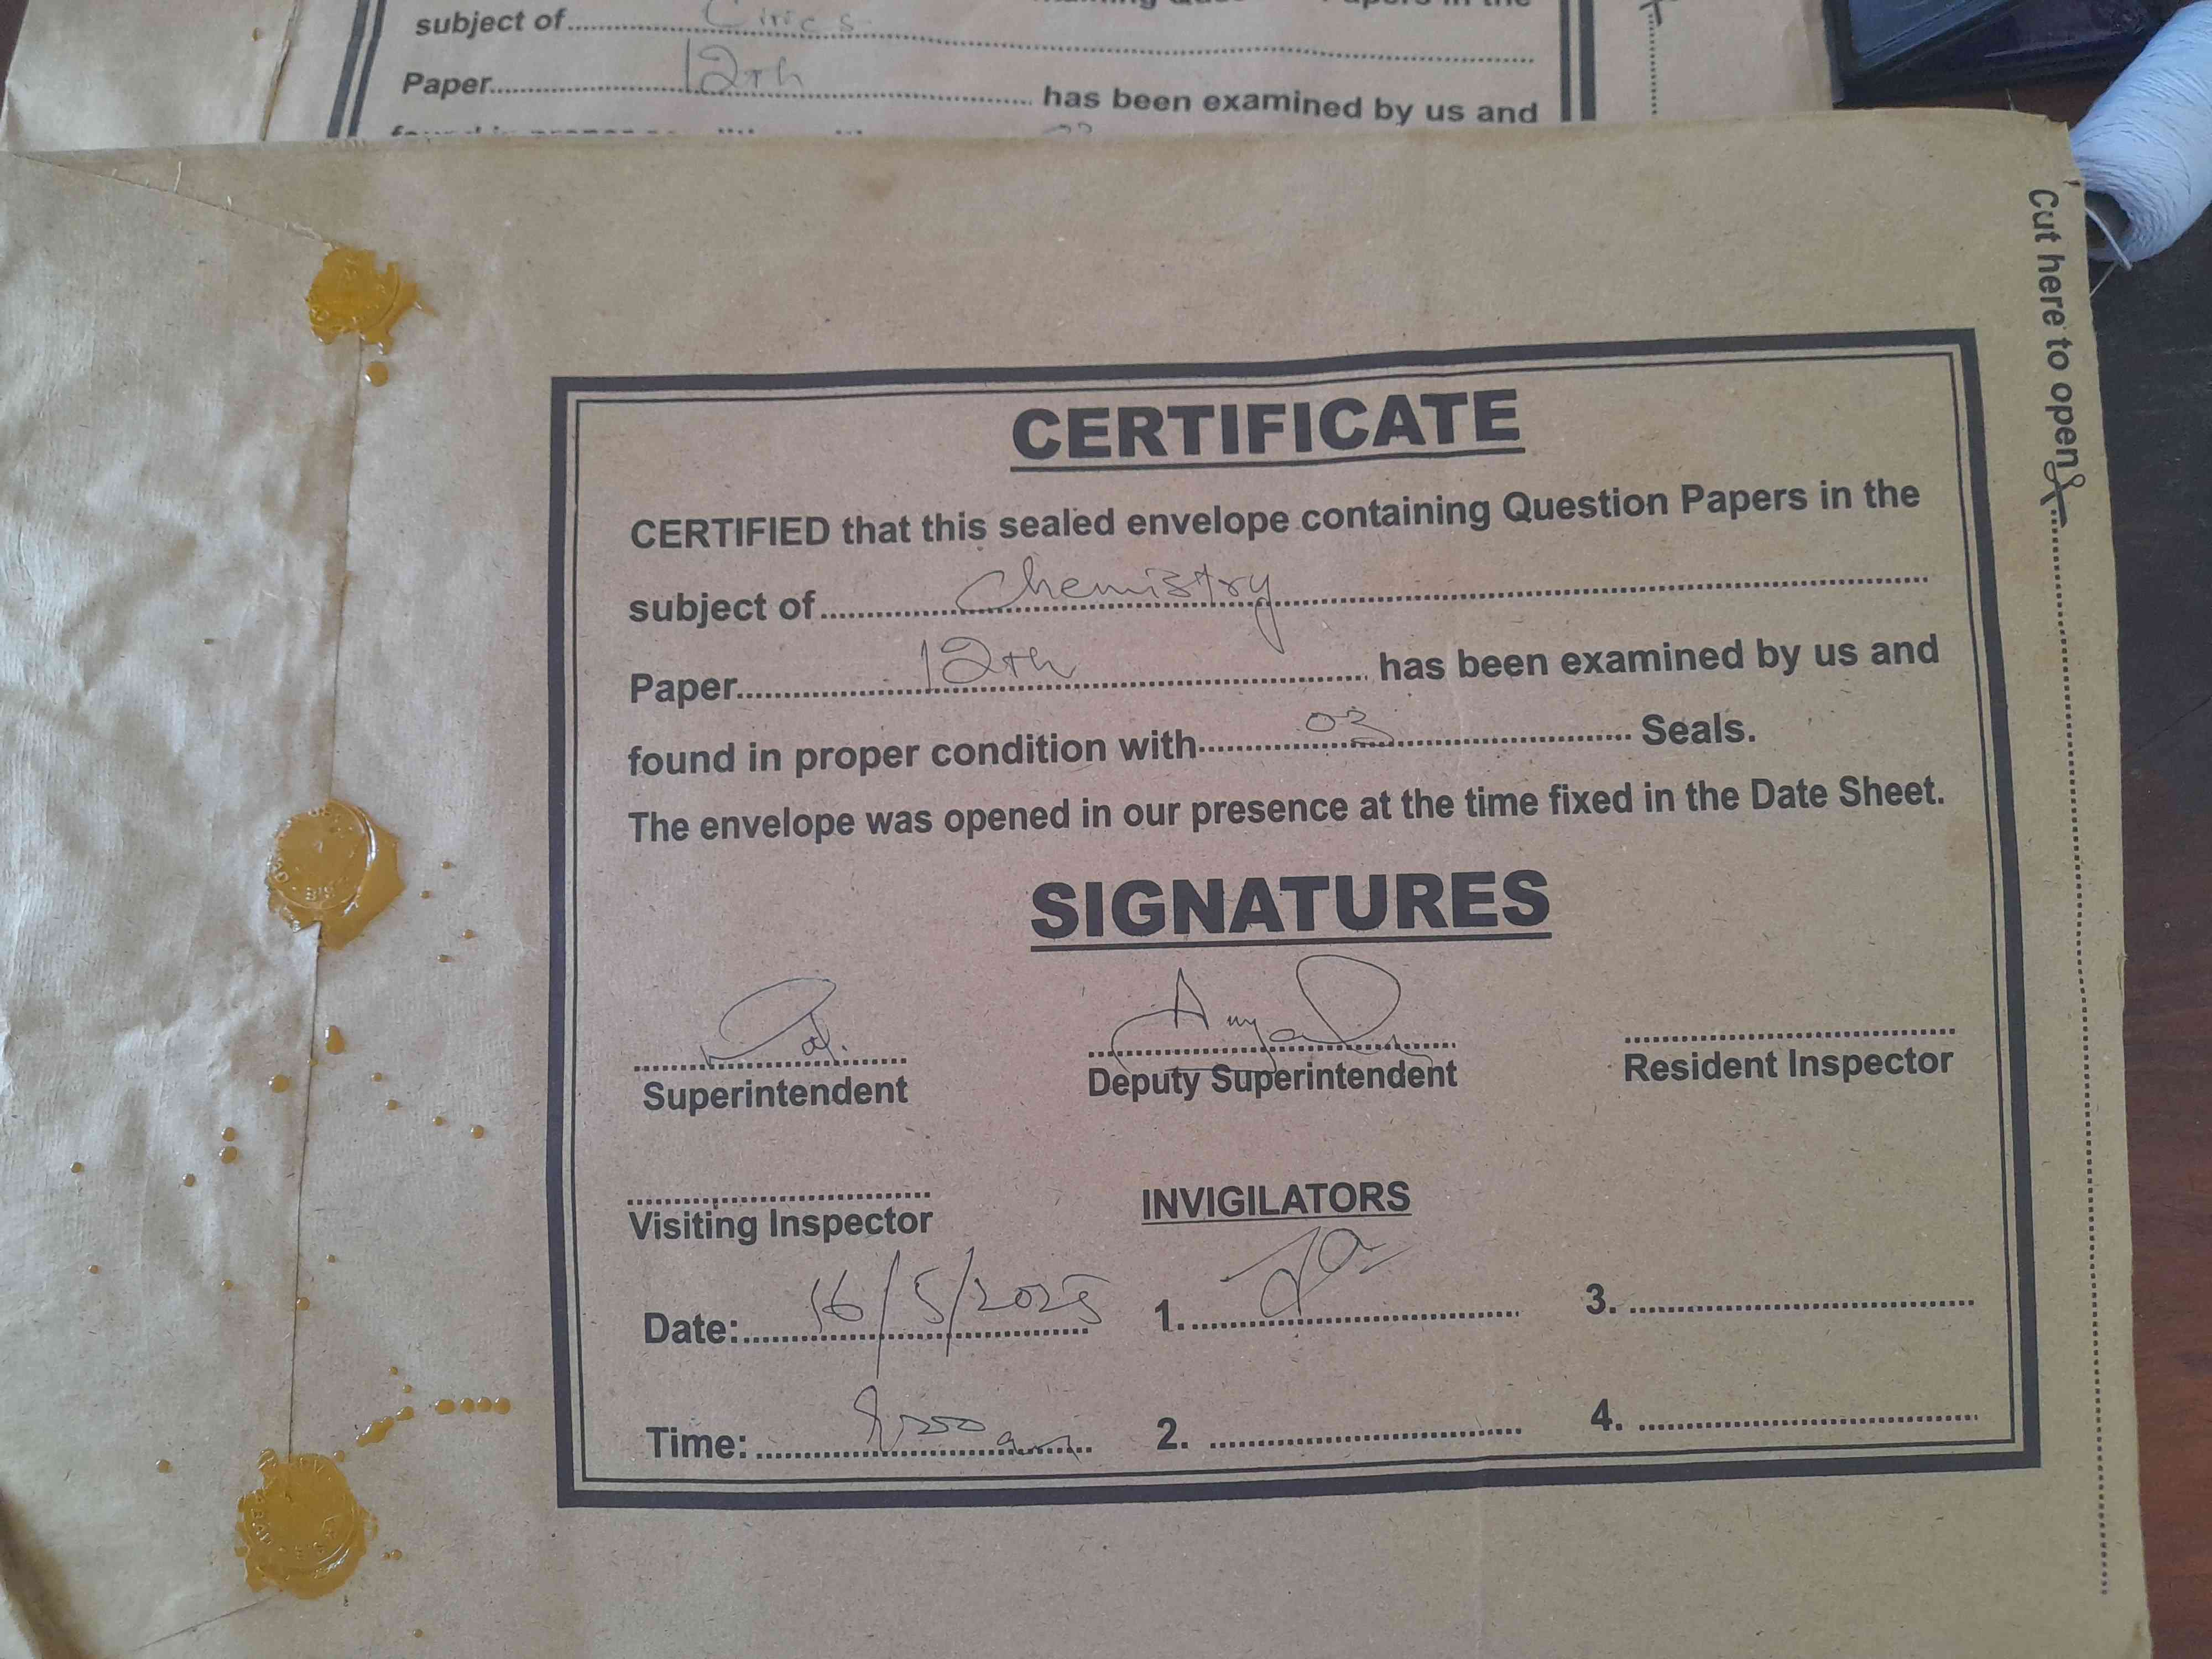 subject of Civics
Paper 12th has been examined by us and
Cut here to open
CERTIFICATE
CERTIFIED that this sealed envelope containing Question Papers in the
subject of Chemistry
Paper 12th has been examined by us and
found in proper condition with 03 Seals.
The envelope was opened in our presence at the time fixed in the Date Sheet.
SIGNATURES
Superintendent Deputy Superintendent Resident Inspector
Visiting Inspector INVIGILATORS
Date: 16/5/2025 1. 3.
Time: 2. 4.